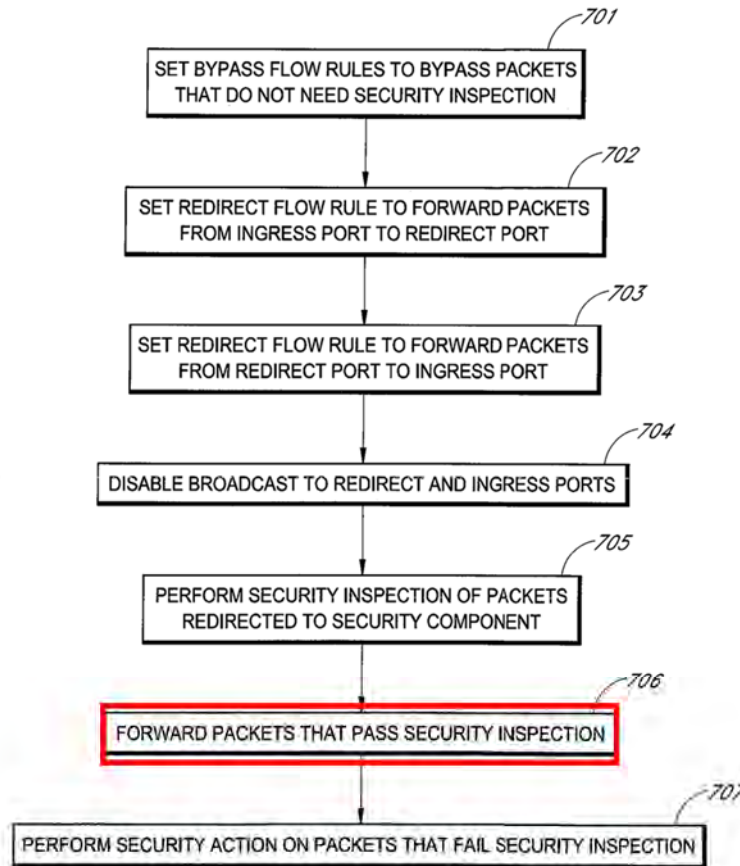 701
SET BYPASS FLOW RULES TO BYPASS PACKETS
THAT DO NOT NEED SECURITY INSPECTION
702
SET REDIRECT FLOW RULE TO FORWARD PACKETS
FROM INGRESS PORT TO REDIRECT PORT
703
SET REDIRECT FLOW RULE TO FORWARD PACKETS
FROM REDIRECT PORT TO INGRESS PORT
704
DISABLE BROADCAST TO REDIRECT AND INGRESS PORTS
705
PERFORM SECURITY INSPECTION OF PACKETS
REDIRECTED TO SECURITY COMPONENT
706
FORWARD PACKETS THAT PASS SECURITY INSPECTION
707
PERFORM SECURITY ACTION ON PACKETS THAT FAIL SECURITY INSPECTION